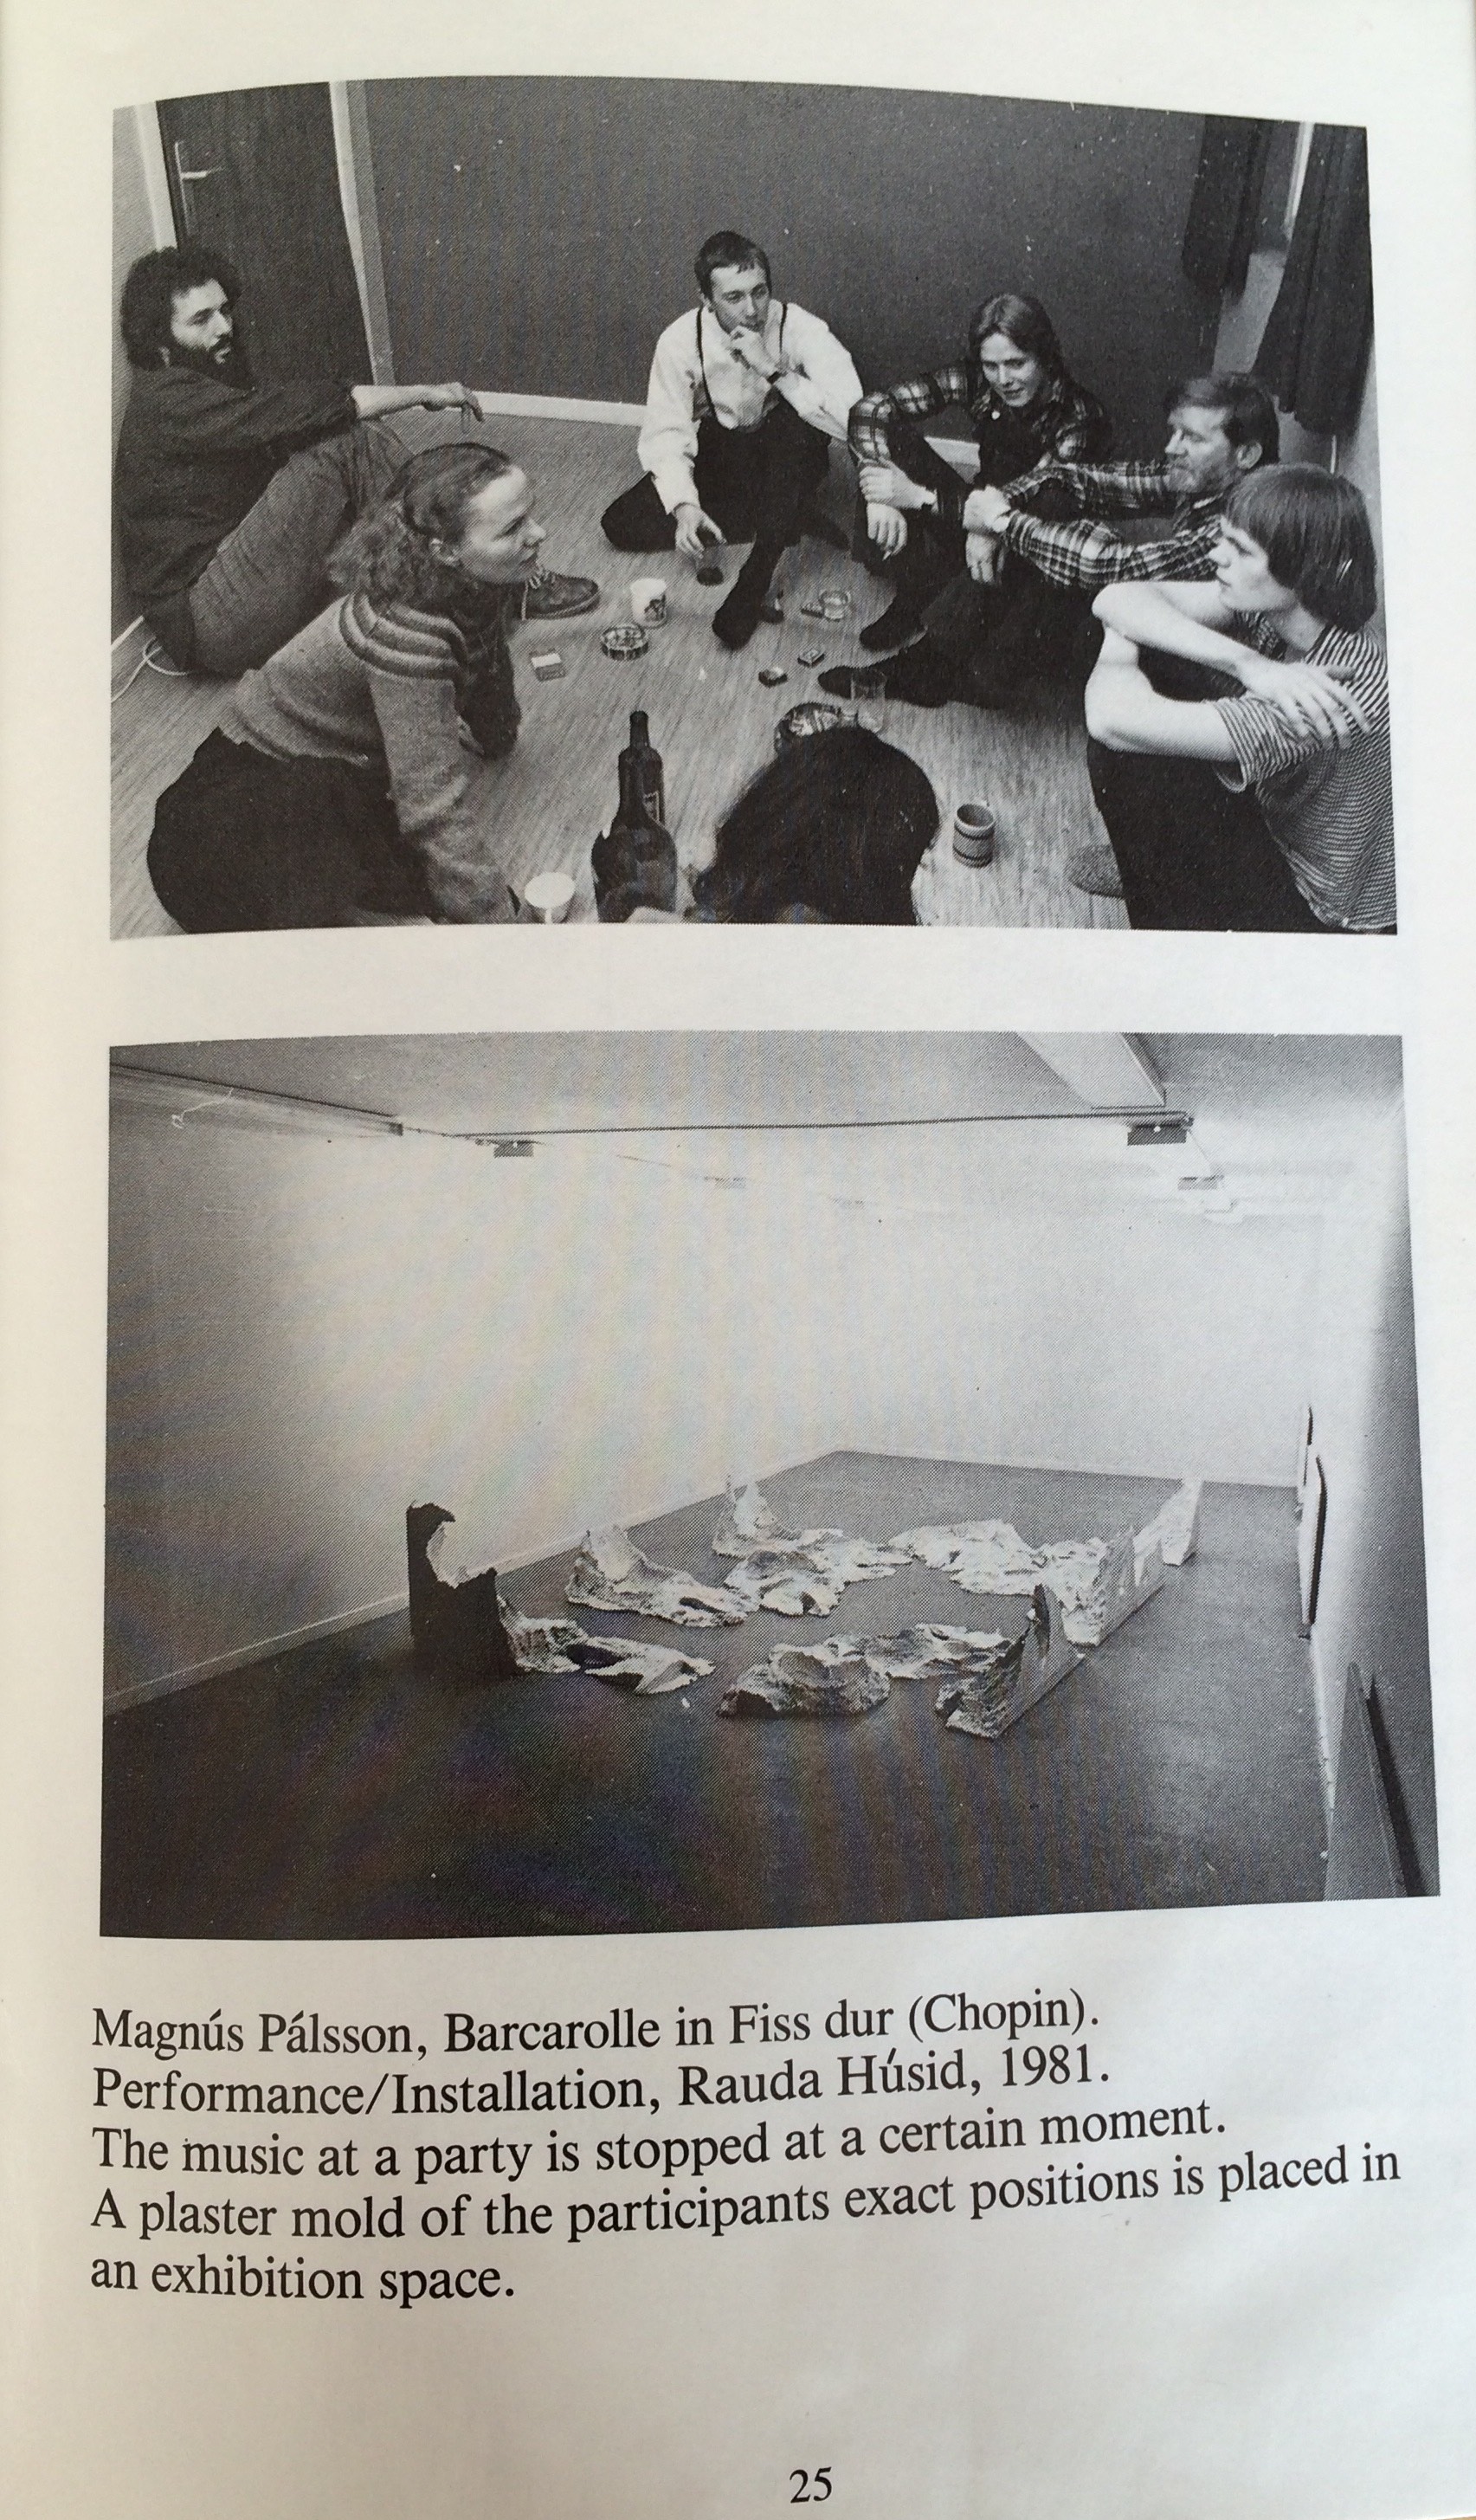 Magnús Pálsson, Barcarolle in Fiss dur (Chopin).
Performance/Installation, Rauda Húsid, 1981.
The music at a party is stopped at a certain moment.
A plaster mold of the participants exact positions is placed in
an exhibition space.
25